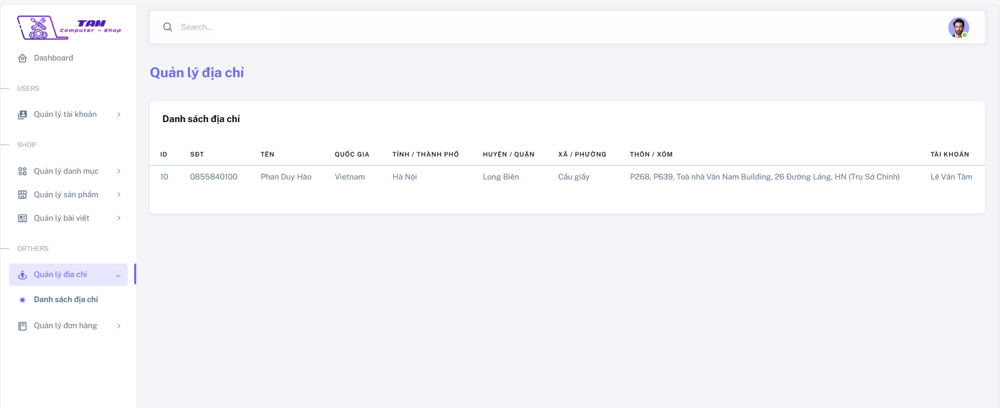 TAM
Computer - Shop
Search...
Dashboard
USERS
Quản lý tài khoản
SHOP
Quản lý danh mục
Quản lý sản phẩm
Quản lý bài viết
ORTHERS
Quản lý địa chỉ
Danh sách địa chỉ
Quản lý đơn hàng
Quản lý địa chỉ
Danh sách địa chỉ
ID SĐT TÊN QUỐC GIA TỈNH / THÀNH PHỐ HUYỆN / QUẬN XÃ / PHƯỜNG THÔN / XÓM TÀI KHOẢN
10 0855840100 Phan Duy Hào Vietnam Hà Nội Long Biên Cầu giấy P268, P639, Toà nhà Vân Nam Building, 26 Đường Láng, HN (Trụ Sở Chính) Lê Văn Tâm